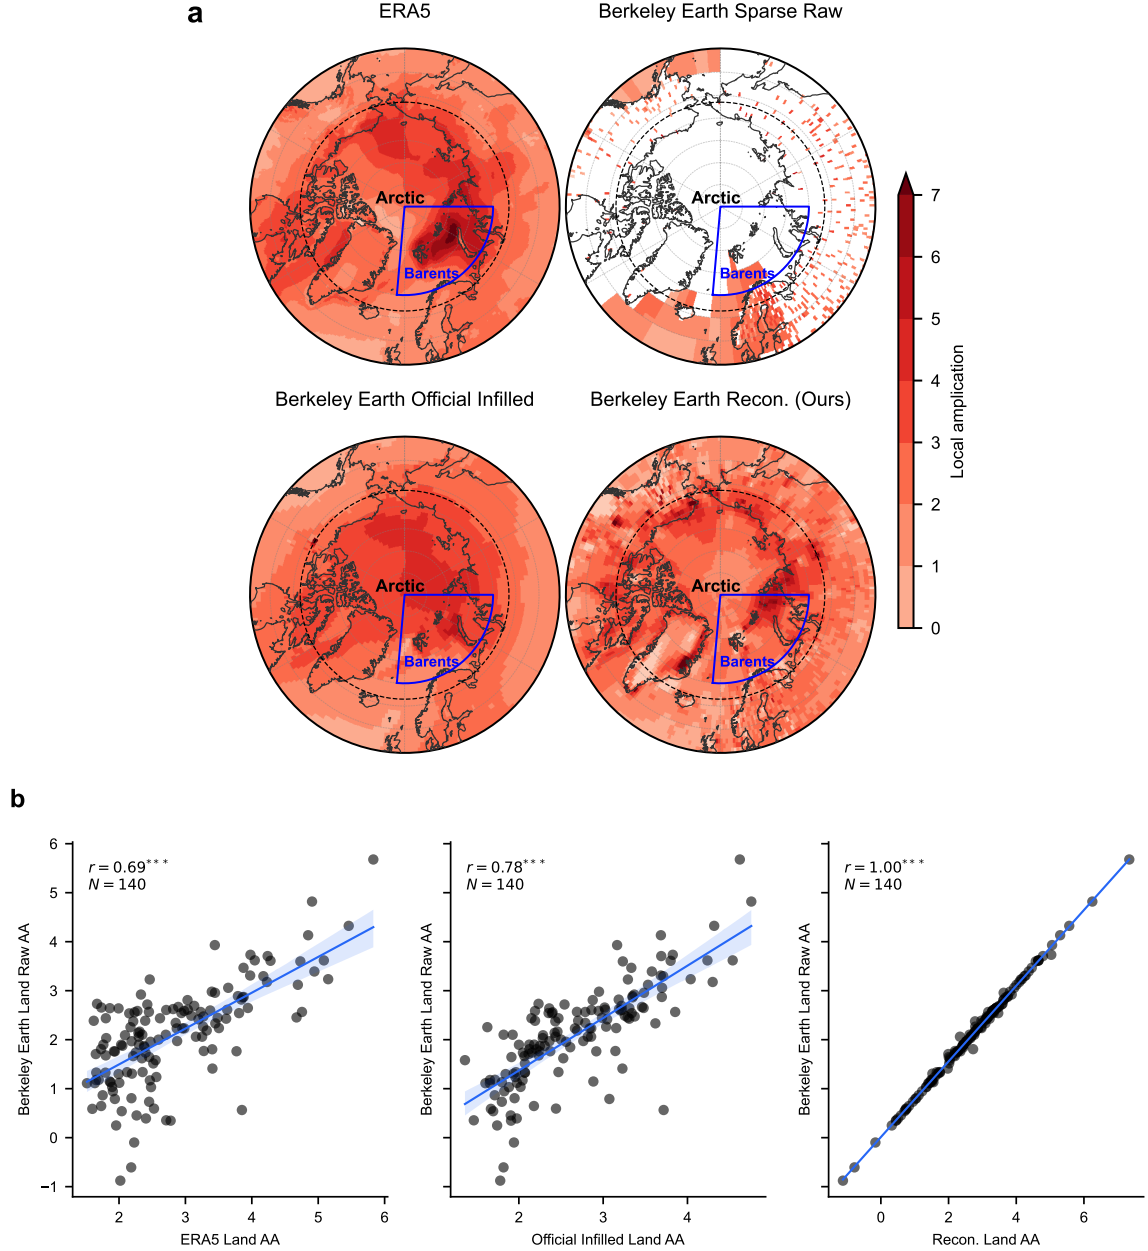 a
ERA5
Berkeley Earth Sparse Raw
Arctic
Barents
Arctic
Barents
Berkeley Earth Official Infilled
Berkeley Earth Recon. (Ours)
Arctic
Barents
Arctic
Barents
7
6
5
4
3
2
1
0
Local amplication
b
r = 0.69***
N = 140
6
5
4
3
2
1
0
−1
Berkeley Earth Land Raw AA
2
3
4
5
6
ERA5 Land AA
r = 0.78***
N = 140
Berkeley Earth Land Raw AA
2
3
4
Official Infilled Land AA
r = 1.00***
N = 140
Berkeley Earth Land Raw AA
0
2
4
6
Recon. Land AA